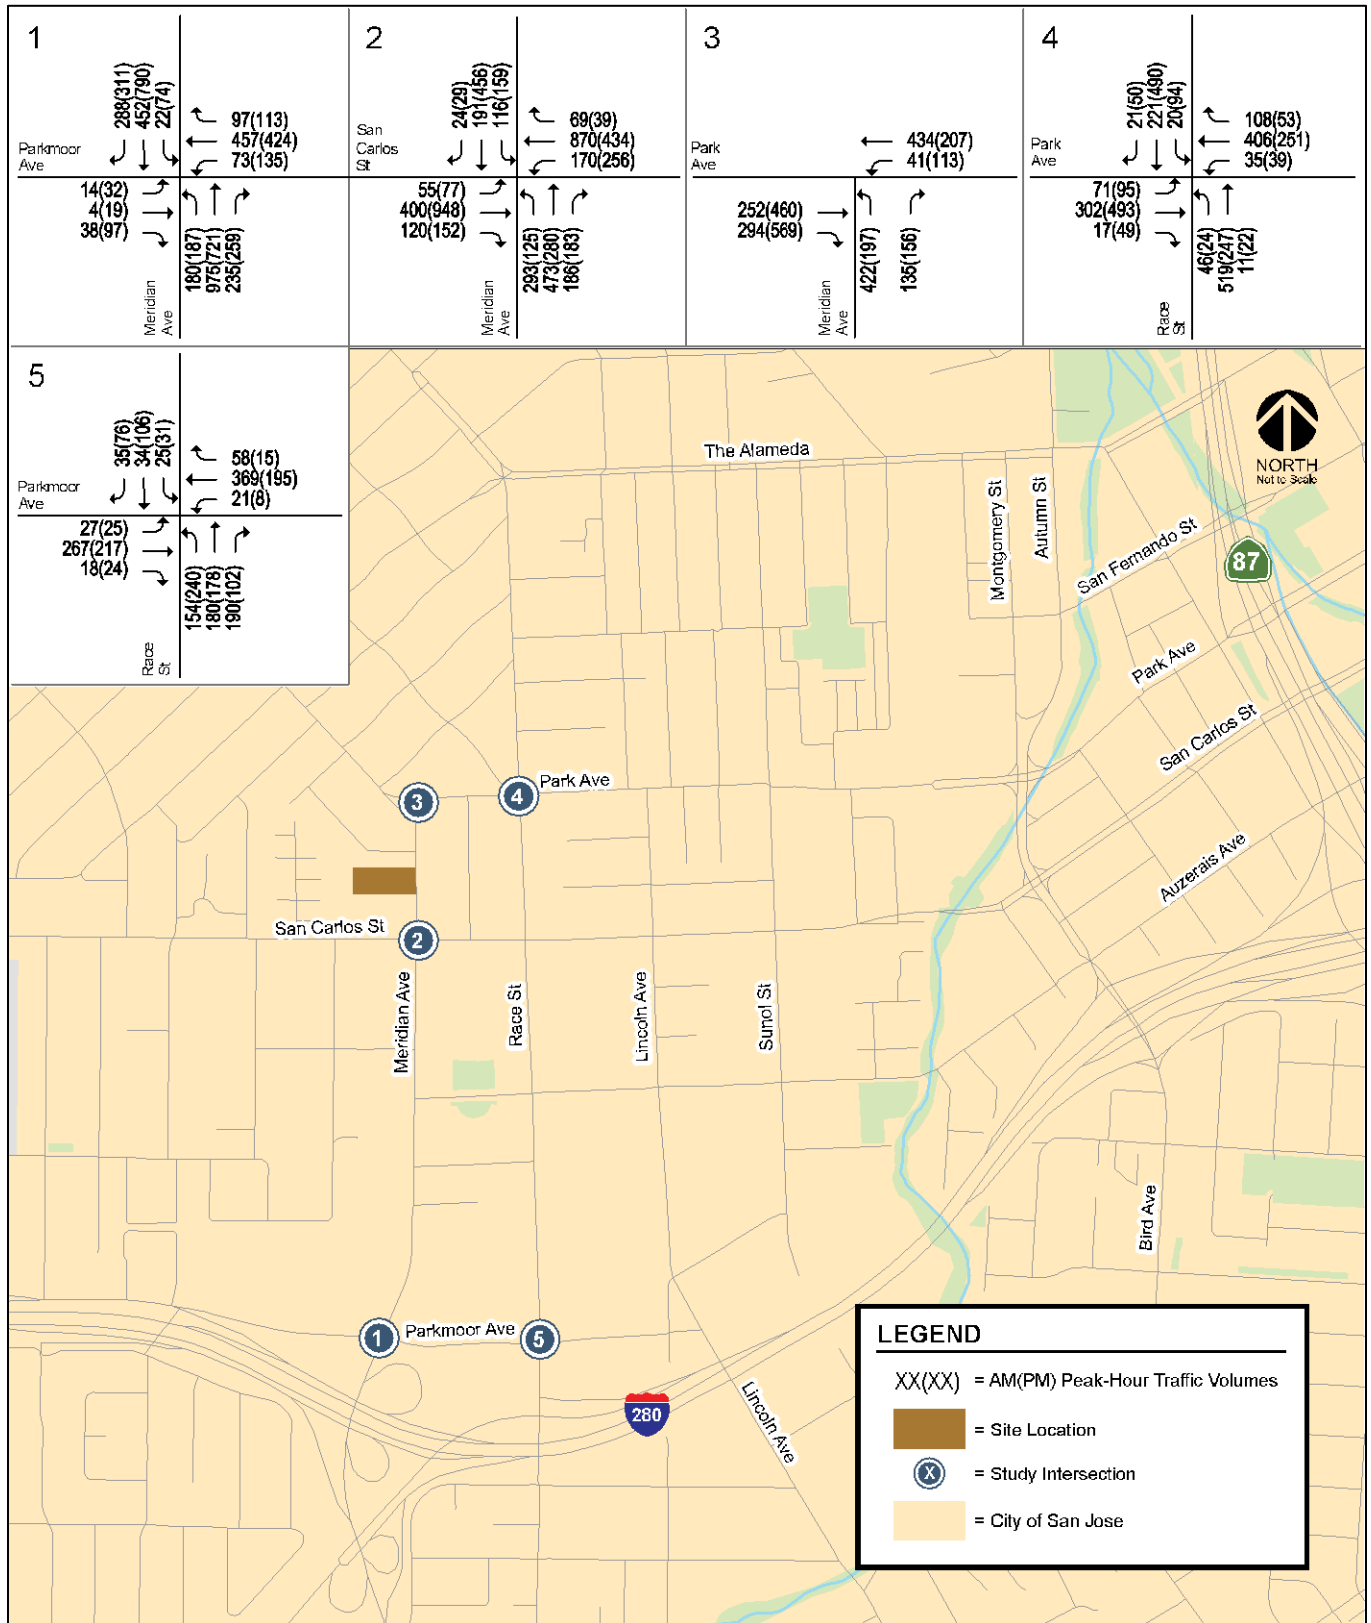 1
288(311)
452(790)
22(74)
97(113)
457(424)
73(135)
Parkmoor
Ave
14(32)
4(19)
38(97)
180(187)
975(721)
235(259)
Meridian
Ave
2
24(29)
191(456)
116(159)
69(39)
870(434)
170(256)
San
Carlos
St
55(77)
400(948)
120(152)
293(125)
473(280)
186(183)
Meridian
Ave
3
434(207)
41(113)
Park
Ave
252(460)
294(569)
422(197)
135(156)
Meridian
Ave
4
21(50)
221(490)
20(94)
108(53)
406(251)
35(39)
Park
Ave
71(95)
302(493)
17(49)
46(24)
519(247)
11(22)
Race
St
5
35(76)
34(106)
25(31)
58(15)
369(195)
21(8)
Parkmoor
Ave
27(25)
267(217)
18(24)
154(240)
180(178)
190(102)
Race
St
NORTH
Not to Scale
The Alameda
Montgomery St
Autumn St
San Fernando St
87
Park Ave
San Carlos St
Auzerais Ave
3
4
Park Ave
San Carlos St
2
Meridian Ave
Race St
Lincoln Ave
Sunol St
Bird Ave
1
Parkmoor Ave
5
280
Lincoln Ave
LEGEND
XX(XX) = AM(PM) Peak-Hour Traffic Volumes
= Site Location
X = Study Intersection
= City of San Jose